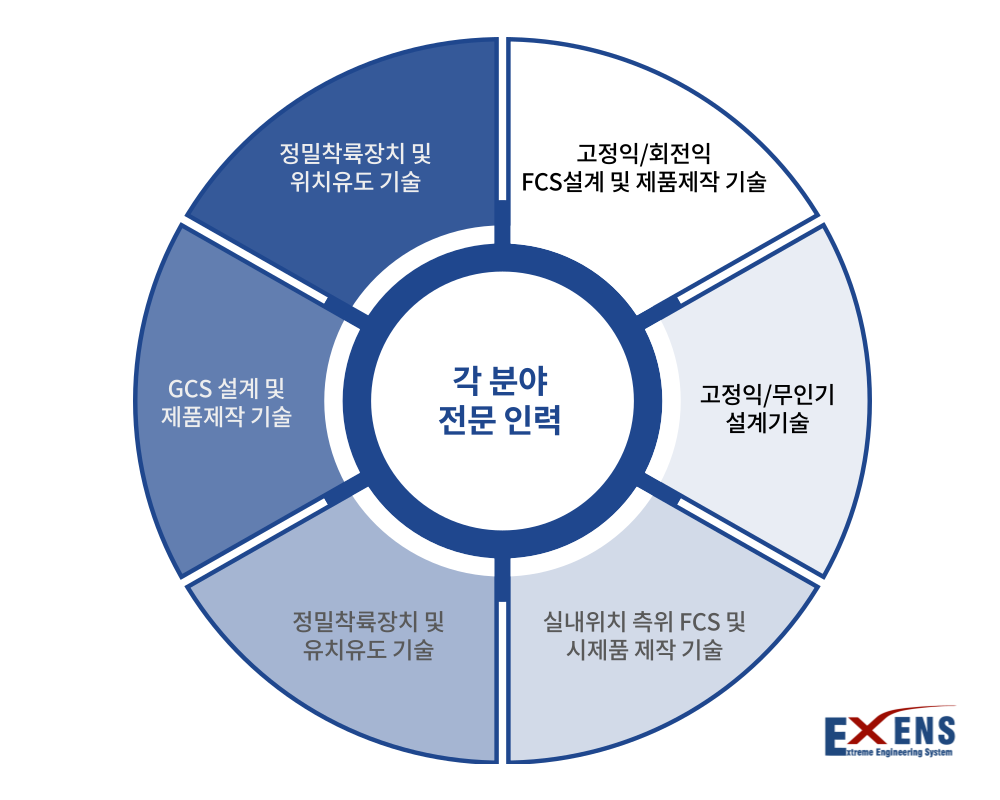 정밀착륙장치 및
위치유도 기술
고정익/회전익
FCS설계 및 제품제작 기술
GCS 설계 및
제품제작 기술
각 분야
전문 인력
고정익/무인기
설계기술
정밀착륙장치 및
유치유도 기술
실내위치 측위 FCS 및
시제품 제작 기술
EXENS
Extreme Engineering System